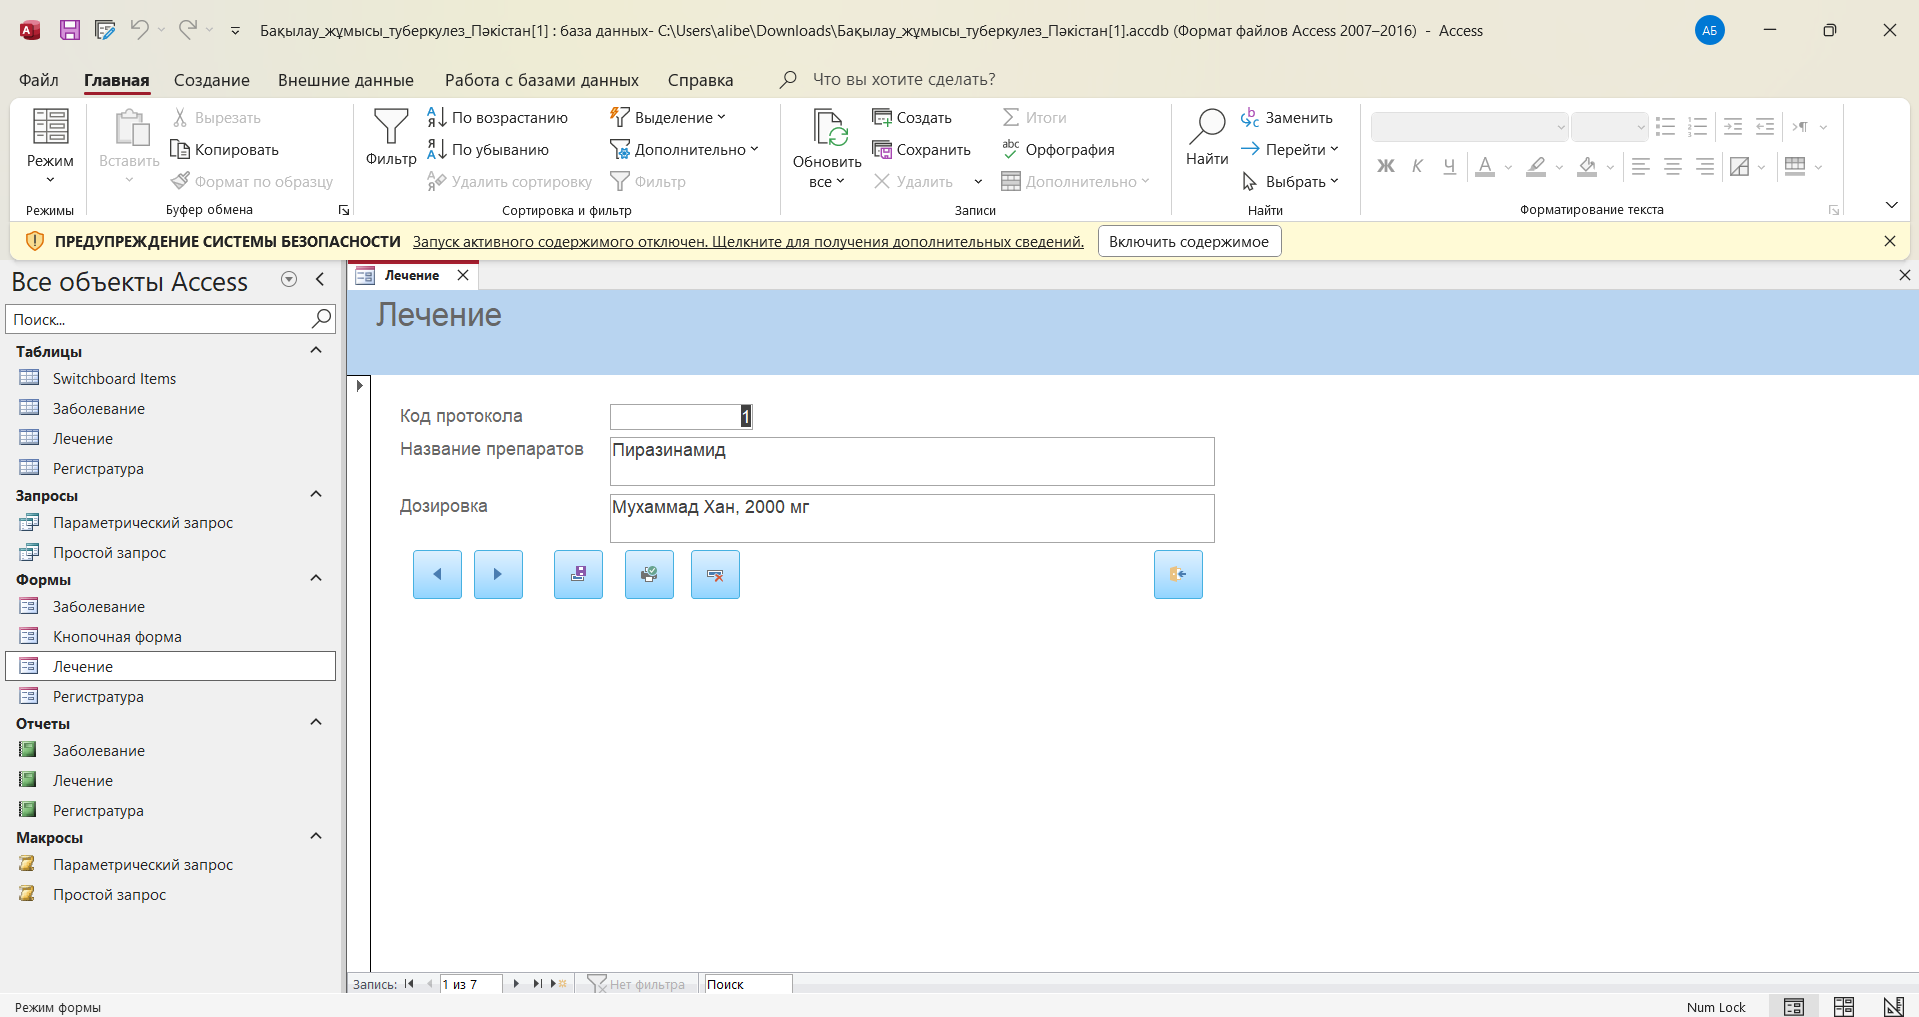 Бақылау_жұмысы_туберкулез_Пәкістан[1] : база данных- C:\Users\alibe\Downloads\Бақылау_жұмысы_туберкулез_Пәкістан[1].accdb (Формат файлов Access 2007–2016) - Access
АБ
Файл Главная Создание Внешние данные Работа с базами данных Справка Что вы хотите сделать?
Режим
Режимы
Вставить
Вырезать
Копировать
Формат по образцу
Буфер обмена
Фильтр
По возрастанию
По убыванию
Удалить сортировку
Выделение
Дополнительно
Фильтр
Сортировка и фильтр
Обновить
все
Создать
Сохранить
Удалить
Итоги
Орфография
Дополнительно
Записи
Найти
Заменить
Перейти
Выбрать
Найти
Ж К Ч А
Форматирование текста
ПРЕДУПРЕЖДЕНИЕ СИСТЕМЫ БЕЗОПАСНОСТИ Запуск активного содержимого отключен. Щелкните для получения дополнительных сведений. Включить содержимое
Все объекты Access
Поиск...
Таблицы
Switchboard Items
Заболевание
Лечение
Регистратура
Запросы
Параметрический запрос
Простой запрос
Формы
Заболевание
Кнопочная форма
Лечение
Регистратура
Отчеты
Заболевание
Лечение
Регистратура
Макросы
Параметрический запрос
Простой запрос
Лечение
Лечение
Код протокола 1
Название препаратов Пиразинамид
Дозировка Мухаммад Хан, 2000 мг
Запись: 1 из 7 Нет фильтра Поиск
Режим формы Num Lock